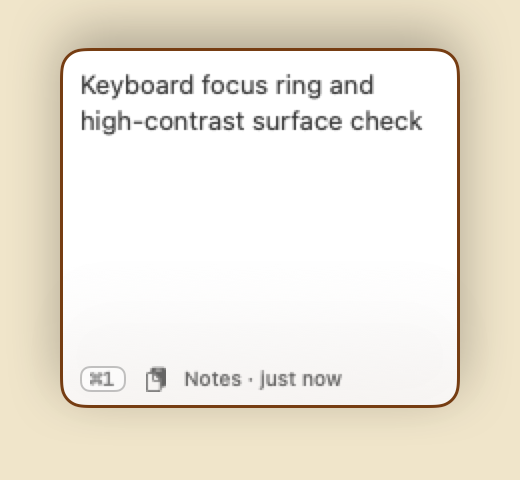 Keyboard focus ring and
high-contrast surface check
⌘1 Notes · just now